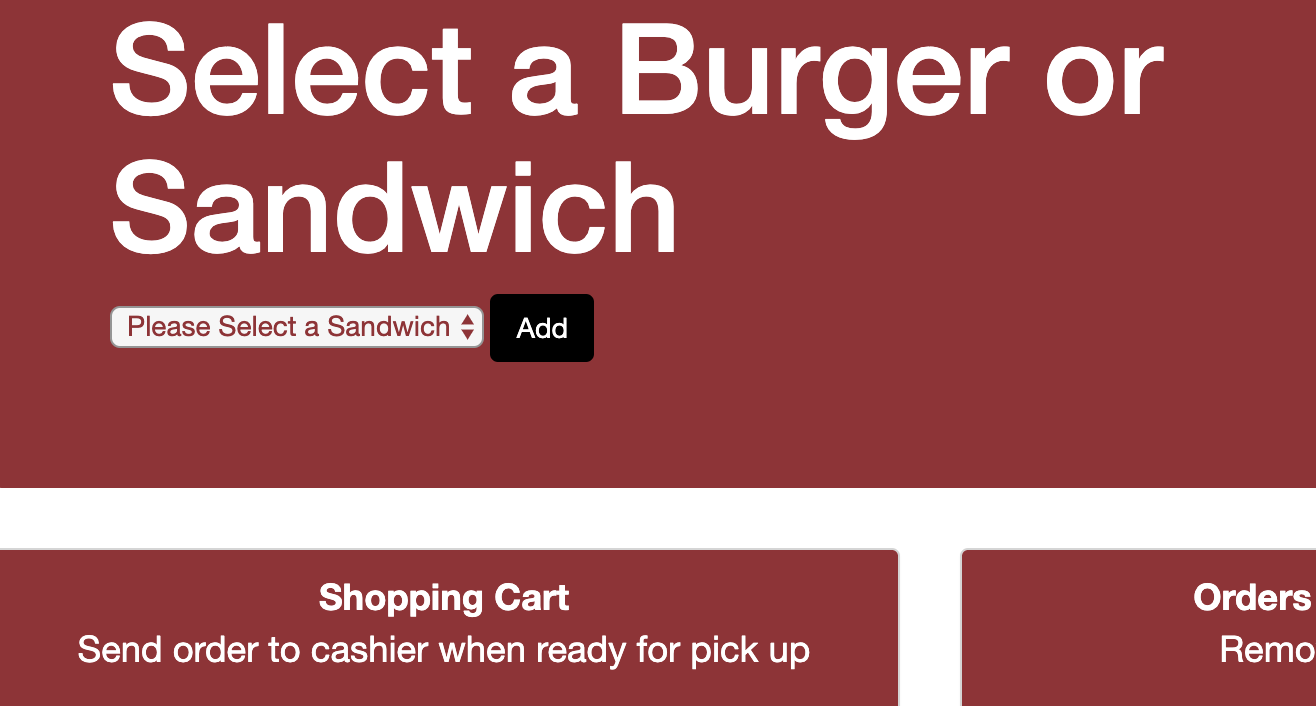 Select a Burger or
Sandwich
Please Select a Sandwich
Add
Shopping Cart
Send order to cashier when ready for pick up
Orders